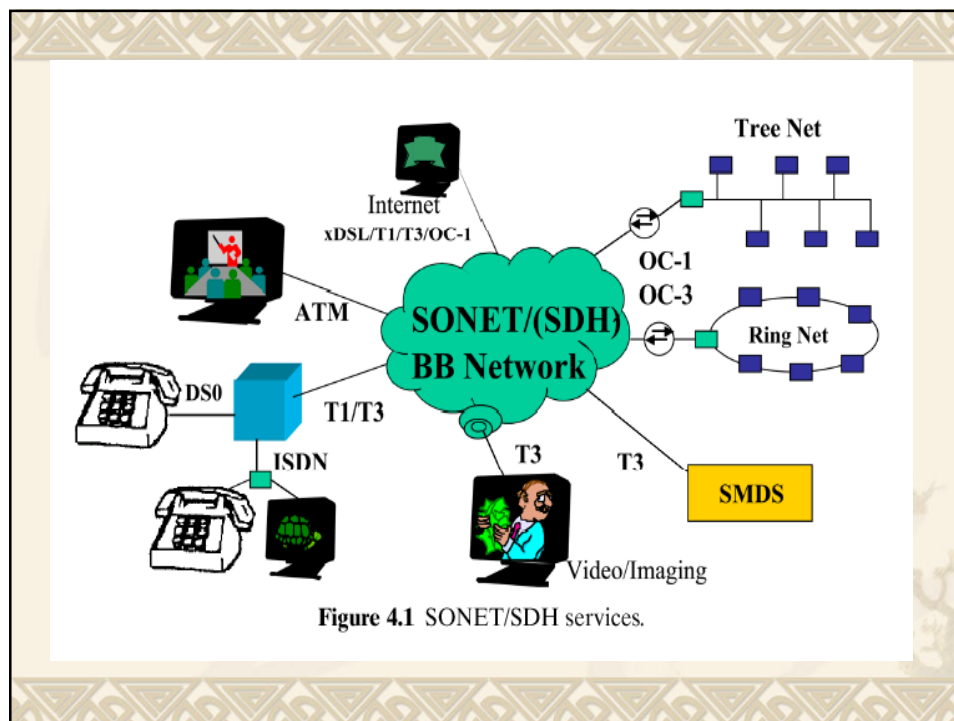 Tree Net
Internet
xDSL/T1/T3/OC-1
OC-1
OC-3
ATM
SONET/(SDH)
BB Network
Ring Net
DS0
T1/T3
ISDN
T3
T3
SMDS
Video/Imaging
Figure 4.1 SONET/SDH services.